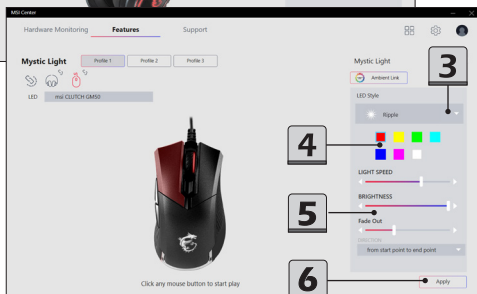 MSI Center
Hardware Monitoring Features Support
Mystic Light Profile 1 Profile 2 Profile 3
LED msi CLUTCH GM50
Click any mouse button to start play
Mystic Light
Ambient Link
3
LED Style
Ripple
4
LIGHT SPEED
BRIGHTNESS
5
Fade Out
DIRECTION
from start point to end point
6
Apply